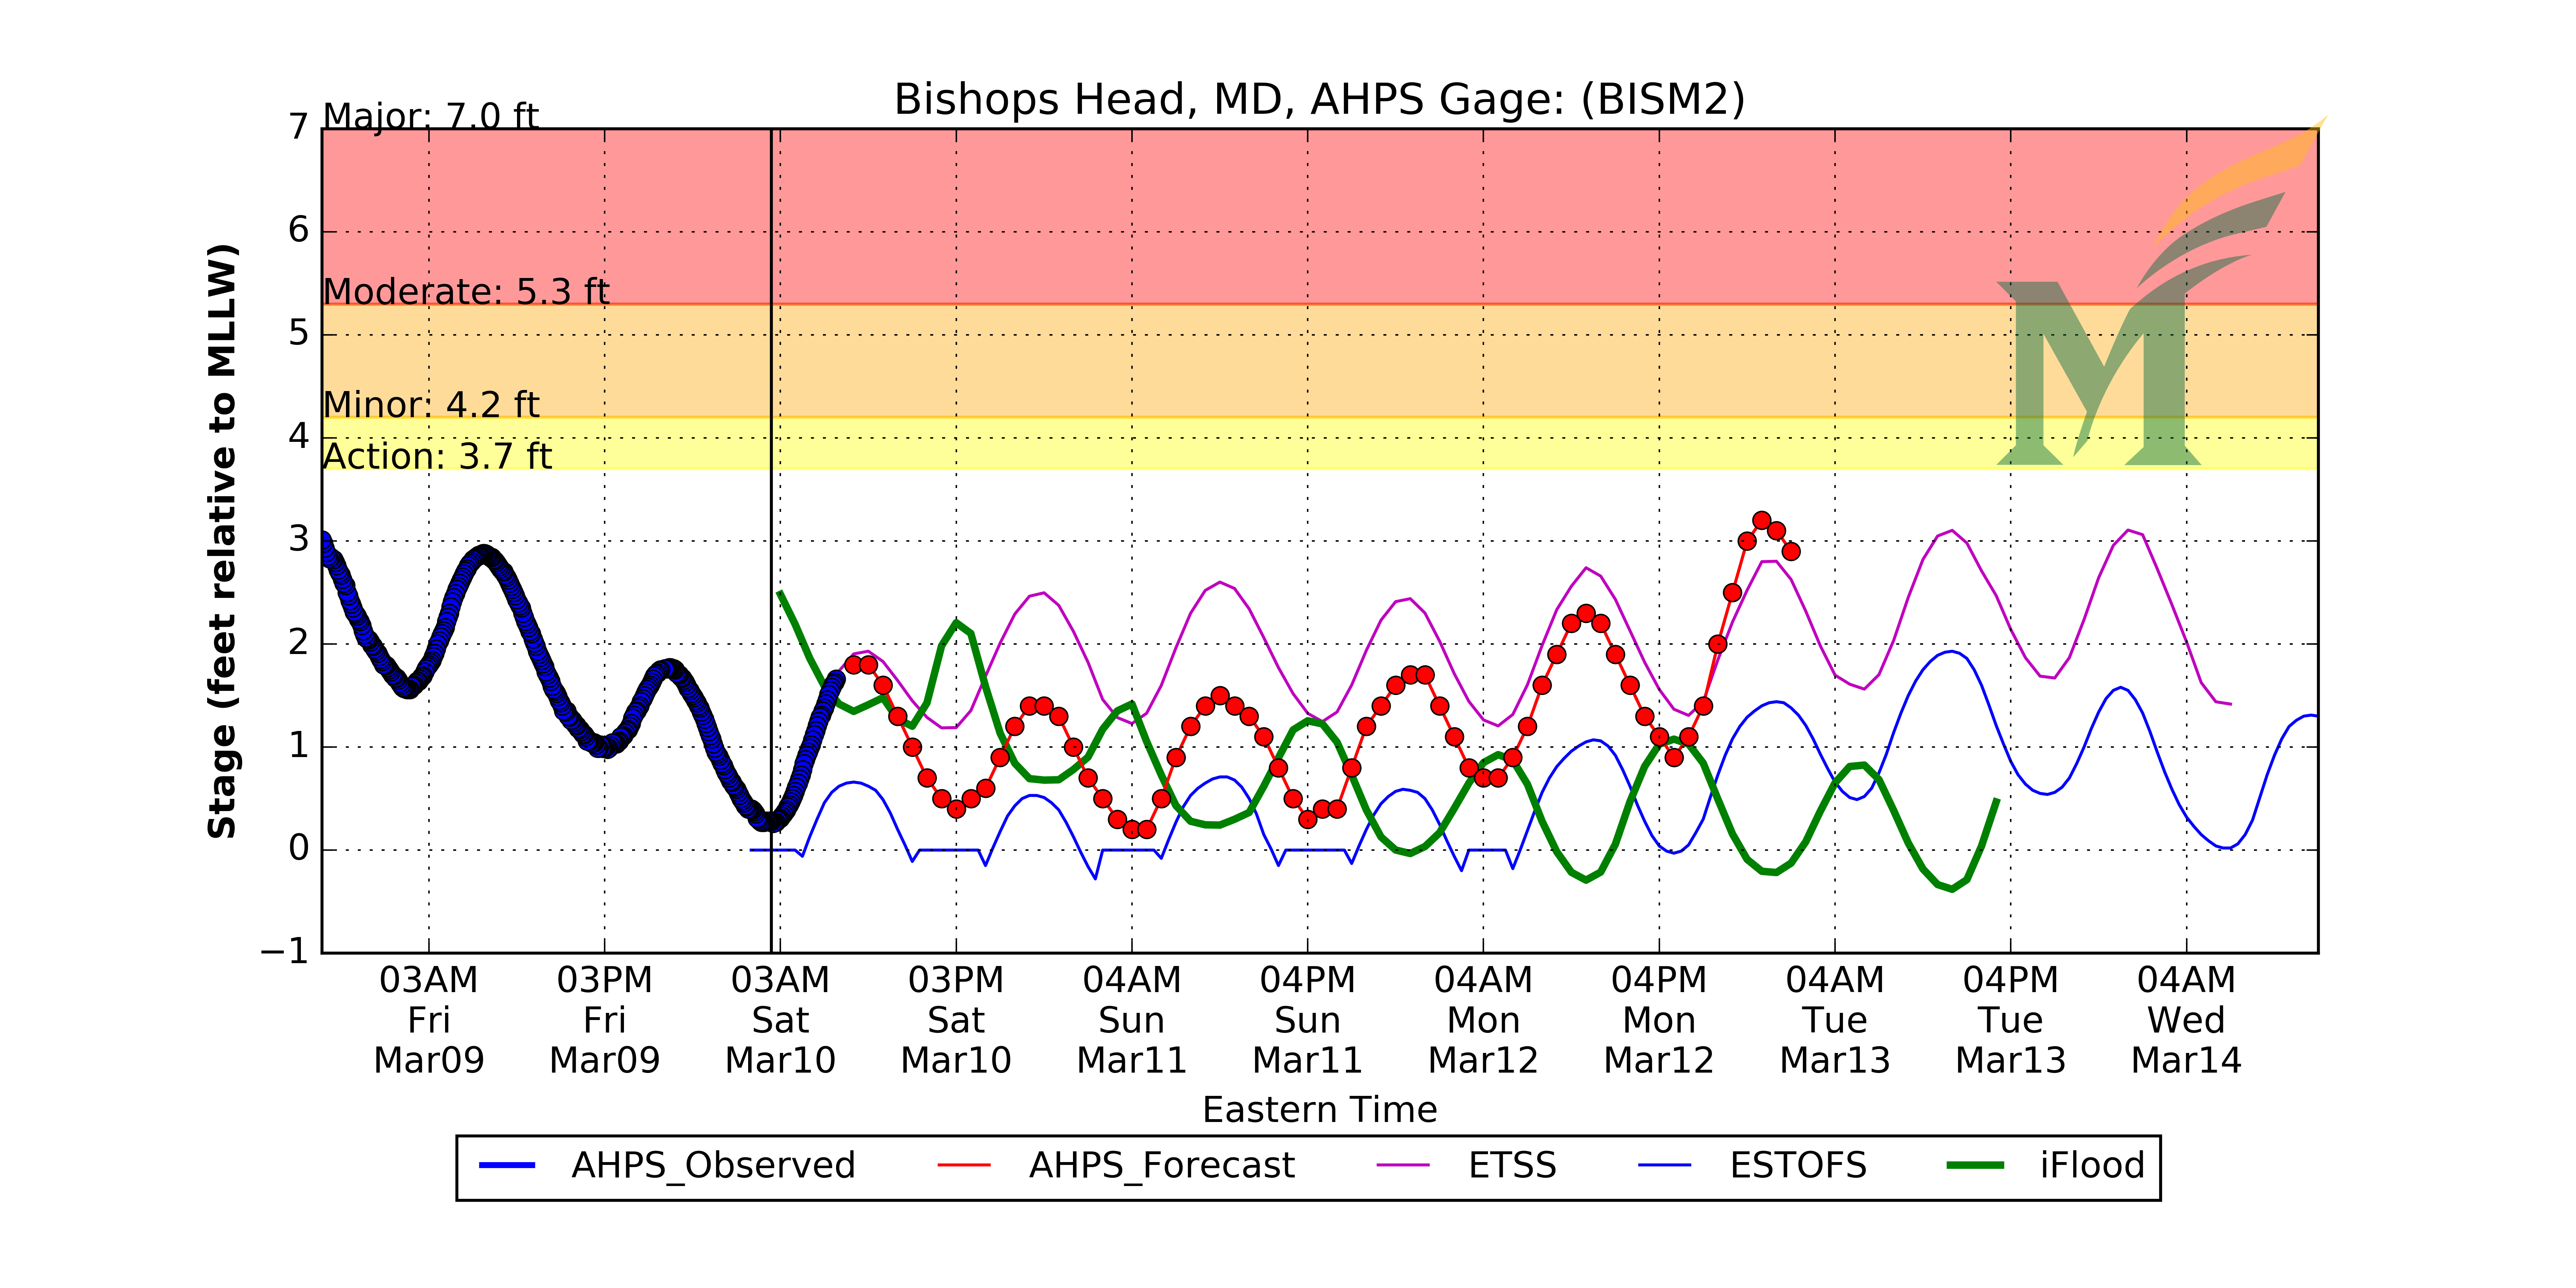 Bishops Head, MD, AHPS Gage: (BISM2)
Major: 7.0 ft
Moderate: 5.3 ft
Minor: 4.2 ft
Action: 3.7 ft
Stage (feet relative to MLLW)
7
6
5
4
3
2
1
0
−1
03AM 03PM 03AM 03PM 04AM 04PM 04AM 04PM 04AM 04PM 04AM
Fri Fri Sat Sat Sun Sun Mon Mon Tue Tue Wed
Mar09 Mar09 Mar10 Mar10 Mar11 Mar11 Mar12 Mar12 Mar13 Mar13 Mar14
Eastern Time
AHPS_Observed AHPS_Forecast ETSS ESTOFS iFlood
M